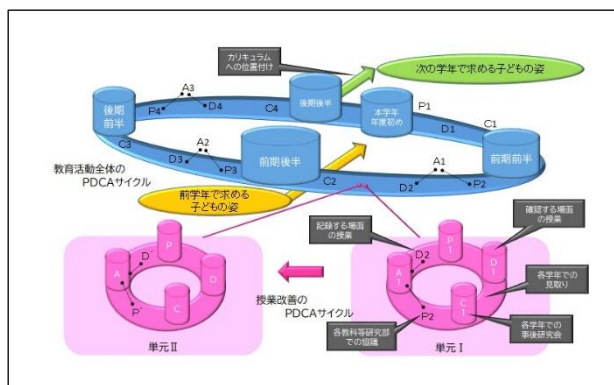 カリキュラム
への位置付け
次の学年で求める子どもの姿
A3
P4
D4
C4
後期後半
本学年
年度初め
P1
D1
C1
後期
前半
C3
A2
D3
P3
前期後半
C2
A1
D2
P2
前期前半
教育活動全体の
PDCAサイクル
前学年で求める
子どもの姿
記録する場面
の授業
確認する場面
の授業
P
D´
A
D
C
P´
単元Ⅱ
授業改善の
PDCAサイクル
D2
P
1
A
1
D
1
C
1
P2
各学年での
見取り
各教科等研究部
での協議
各学年での
事後研究会
単元Ⅰ